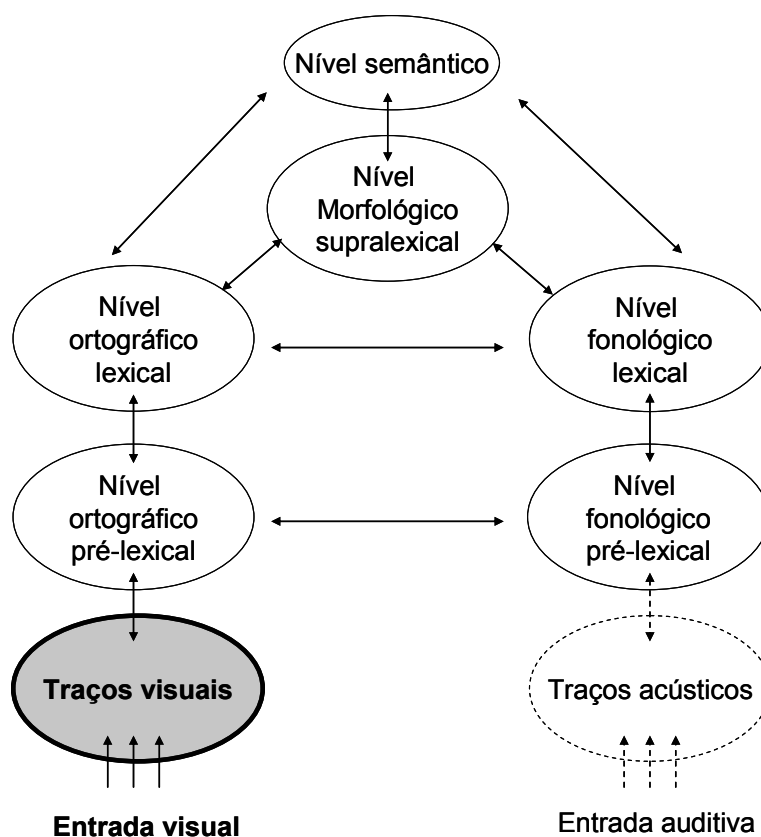 Nível semântico
Nível
Morfológico
supralexical
Nível
ortográfico
lexical
Nível
fonológico
lexical
Nível
ortográfico
pré-lexical
Nível
fonológico
pré-lexical
Traços visuais
Traços acústicos
Entrada visual
Entrada auditiva